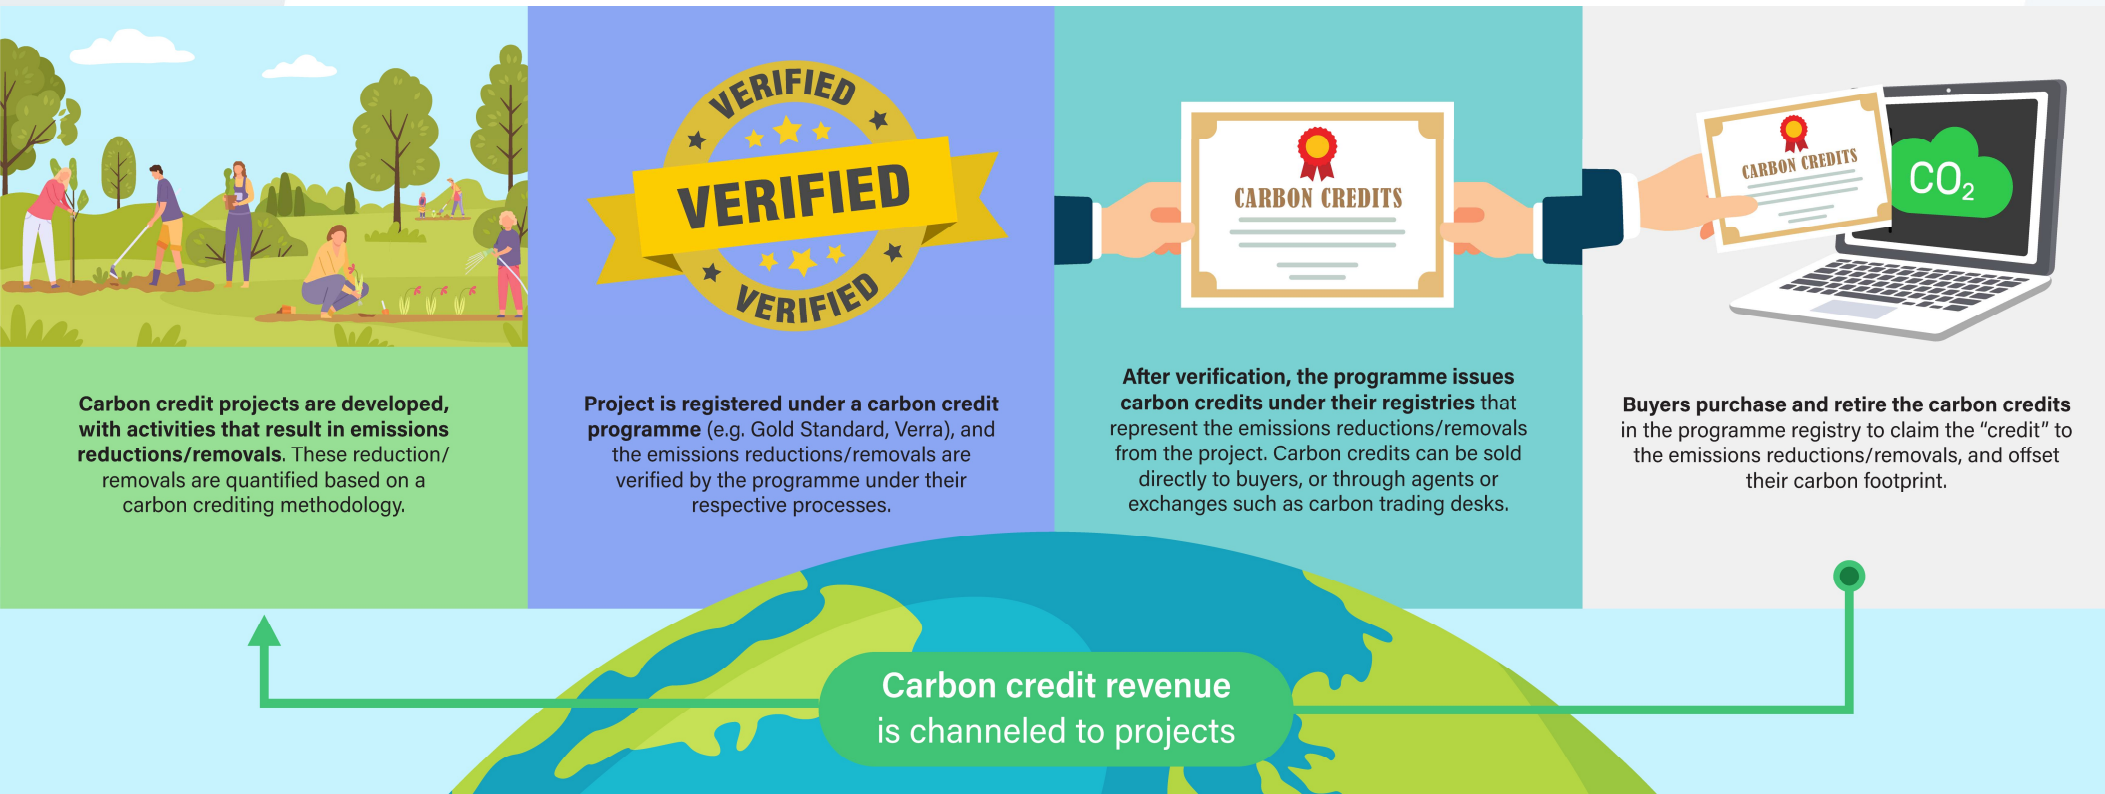 Carbon credit projects are developed,
with activities that result in emissions
reductions/removals. These reduction/
removals are quantified based on a
carbon crediting methodology.
VERIFIED
VERIFIED
VERIFIED
Project is registered under a carbon credit
programme (e.g. Gold Standard, Verra), and
the emissions reductions/removals are
verified by the programme under their
respective processes.
CARBON CREDITS
After verification, the programme issues
carbon credits under their registries that
represent the emissions reductions/removals
from the project. Carbon credits can be sold
directly to buyers, or through agents or
exchanges such as carbon trading desks.
CARBON CREDITS
CO₂
Buyers purchase and retire the carbon credits
in the programme registry to claim the “credit” to
the emissions reductions/removals, and offset
their carbon footprint.
Carbon credit revenue
is channeled to projects